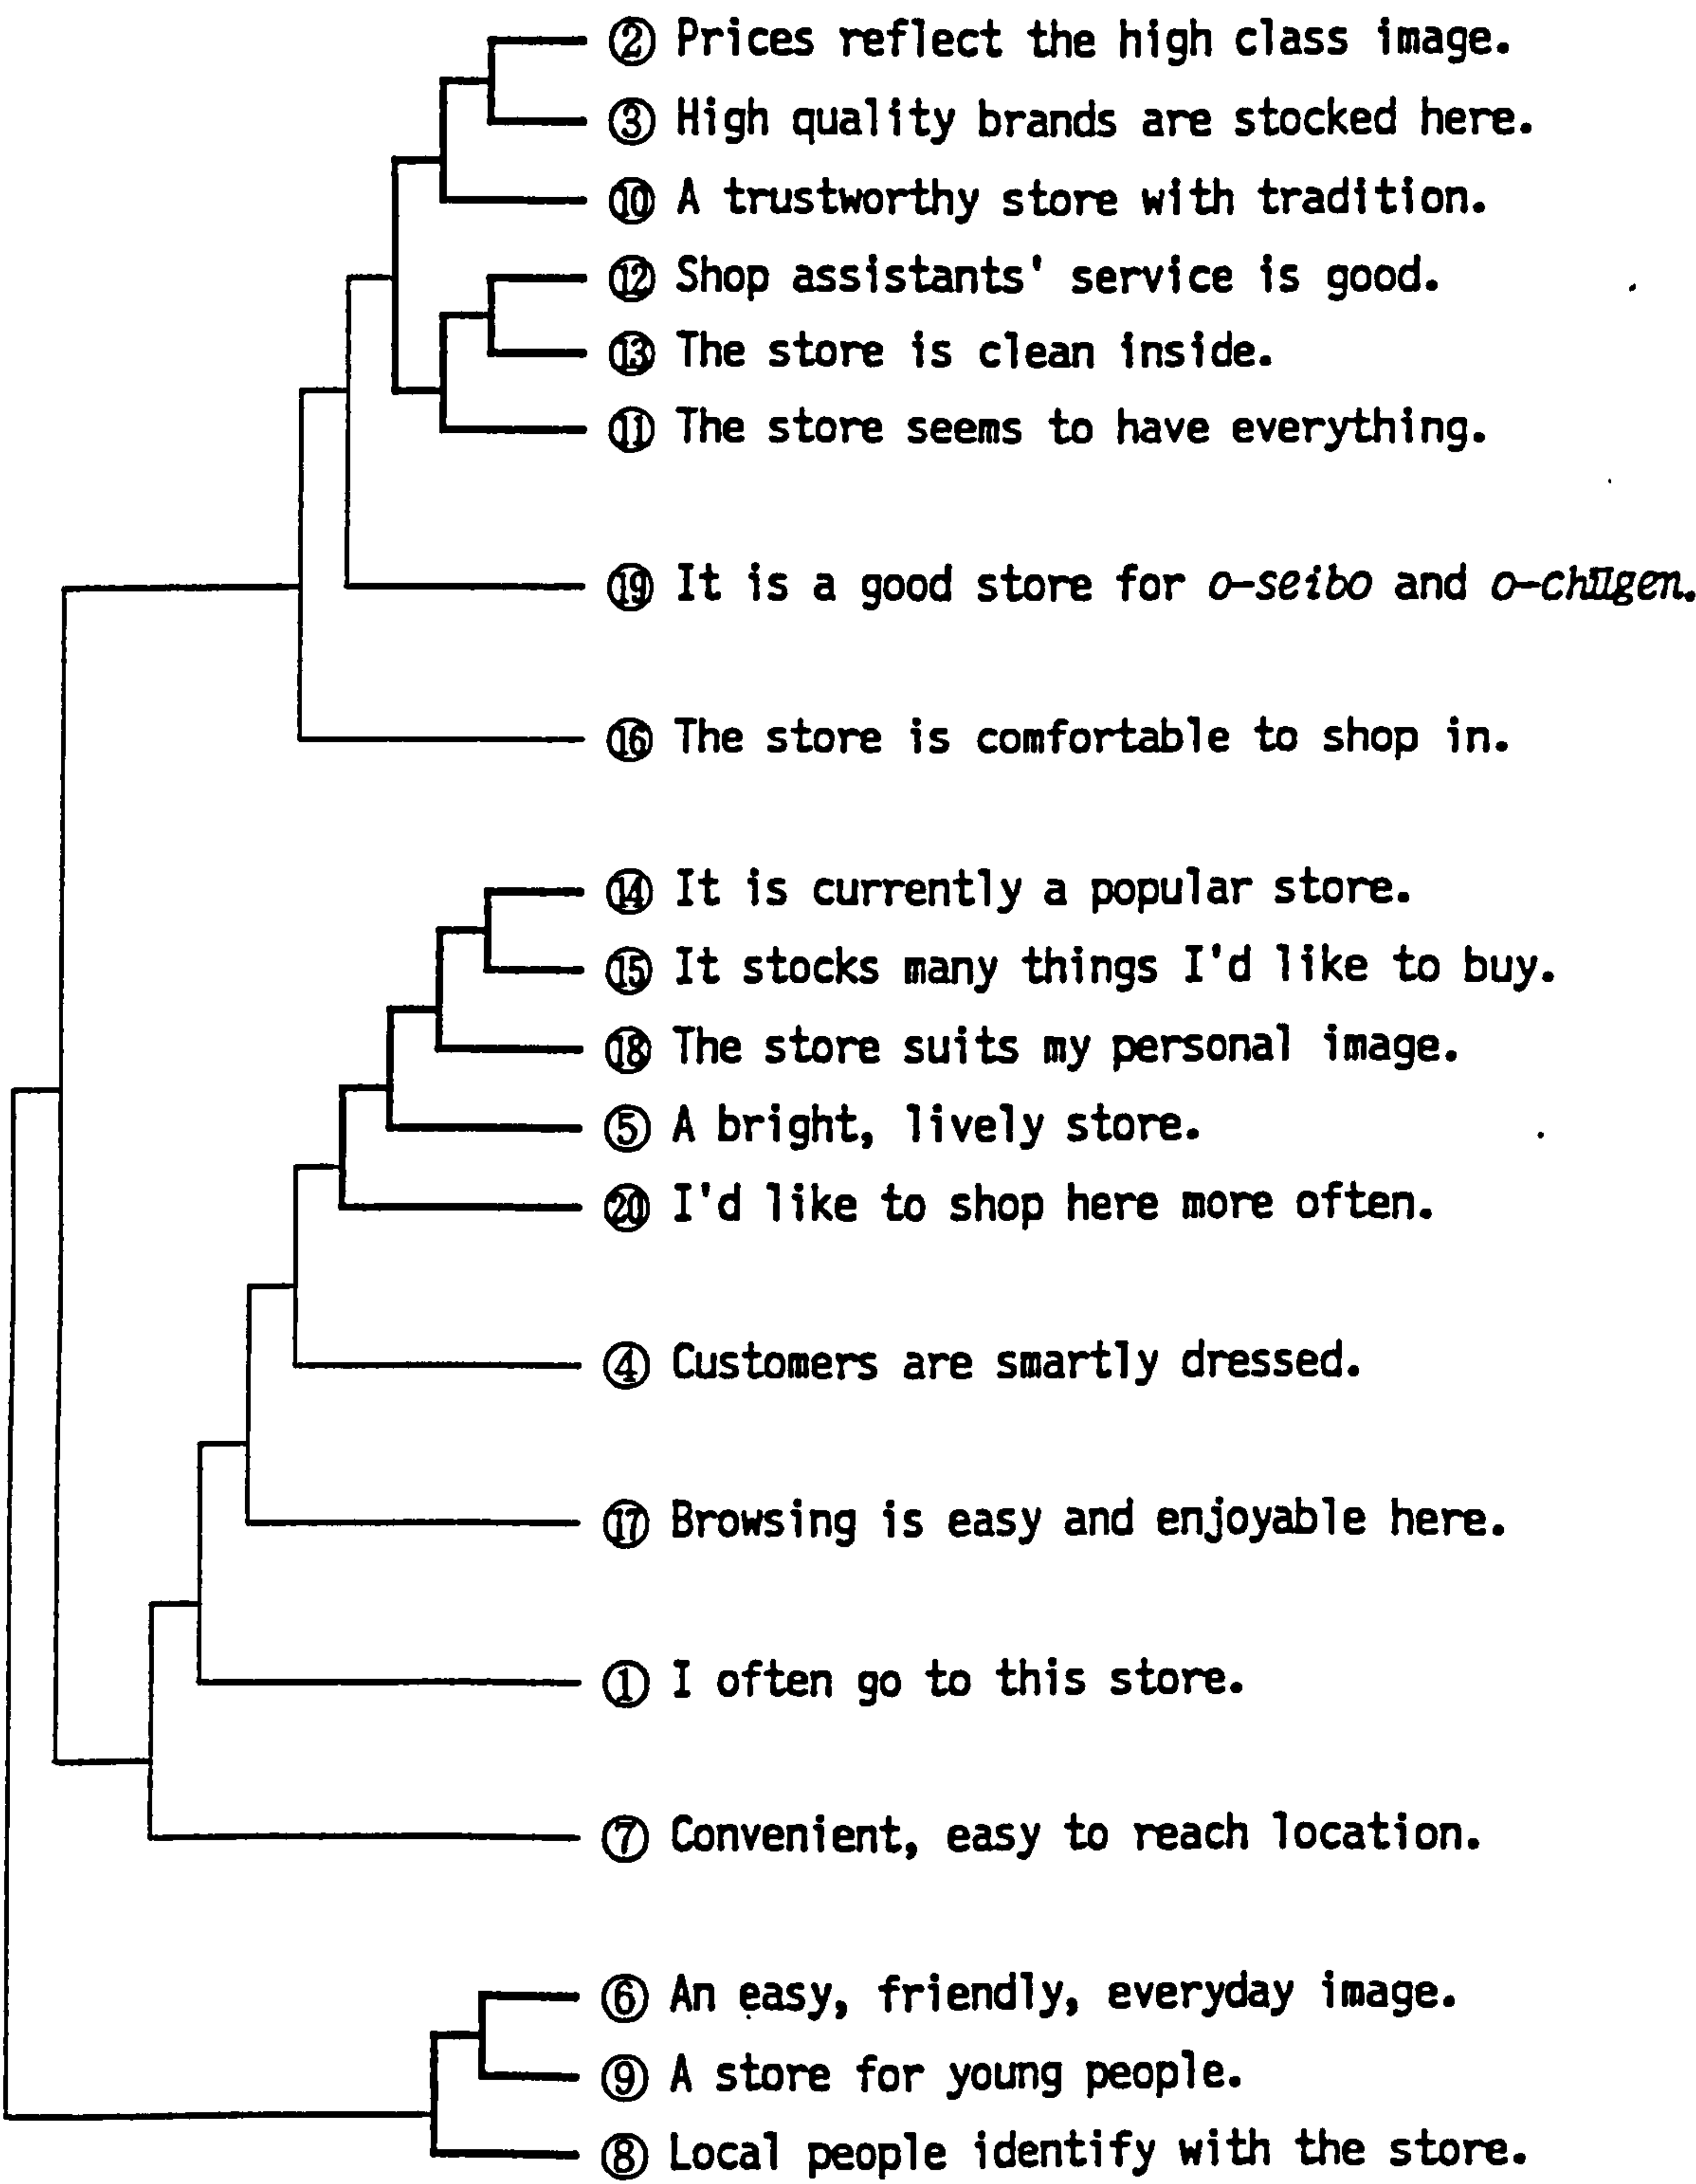 ② Prices reflect the high class image.
③ High quality brands are stocked here.
⑩ A trustworthy store with tradition.
⑫ Shop assistants' service is good.
⑬ The store is clean inside.
⑪ The store seems to have everything.
⑲ It is a good store for o-seibo and o-chūgen.
⑯ The store is comfortable to shop in.
⑭ It is currently a popular store.
⑮ It stocks many things I'd like to buy.
⑱ The store suits my personal image.
⑤ A bright, lively store.
⑳ I'd like to shop here more often.
④ Customers are smartly dressed.
⑰ Browsing is easy and enjoyable here.
① I often go to this store.
⑦ Convenient, easy to reach location.
⑥ An easy, friendly, everyday image.
⑨ A store for young people.
⑧ Local people identify with the store.